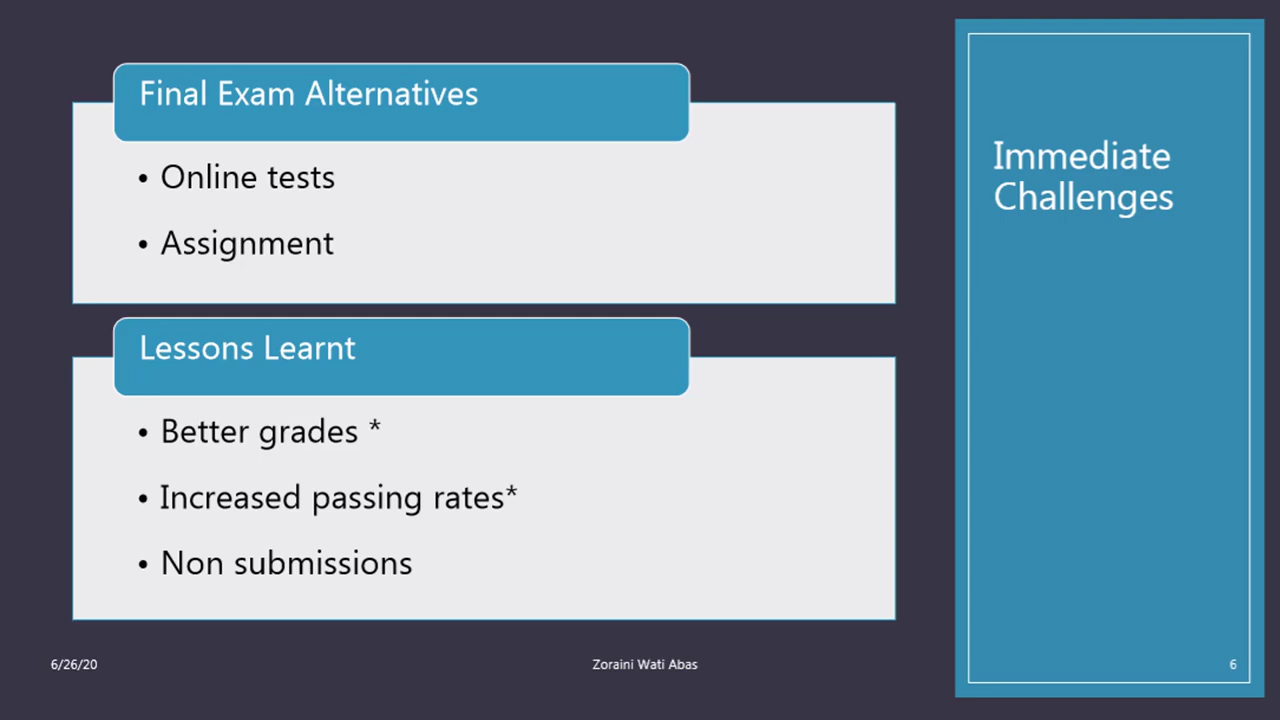 Final Exam Alternatives
• Online tests
• Assignment
Lessons Learnt
• Better grades *
• Increased passing rates*
• Non submissions
Immediate
Challenges
6/26/20
Zoraini Wati Abas
6